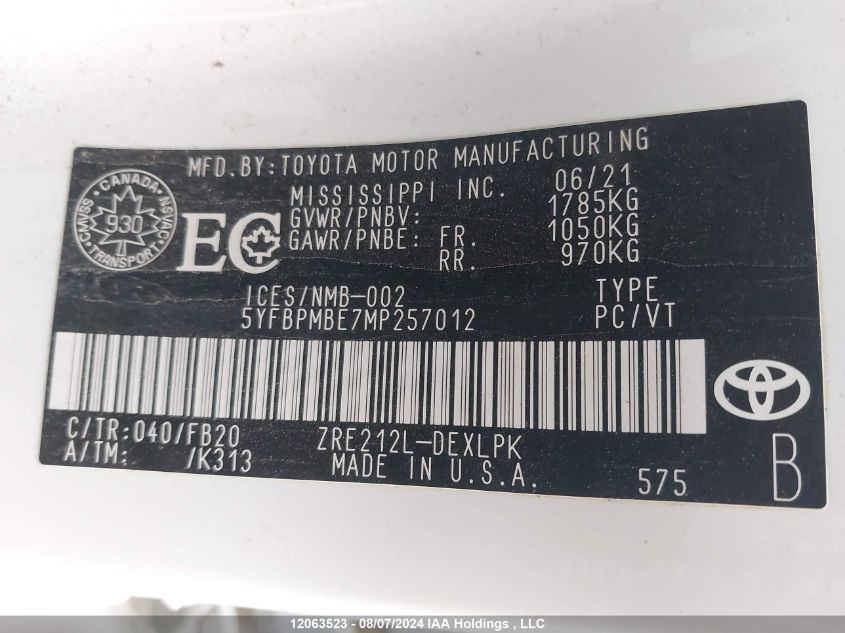 MFD.BY:TOYOTA MOTOR MANUFACTURING
MISSISSIPPI INC. 06/21
GVWR/PNBV: 1785KG
GAWR/PNBE: FR. 1050KG
RR. 970KG
CANADA
CMVSS NSVAC
930
TRANSPORT
EC
ICES/NMB-002 TYPE
5YFBPMBE7MP257012 PC/VT
C/TR:040/FB20 ZRE212L-DEXLPK
A/TM: /K313 MADE IN U.S.A. 575 B
12063523 - 08/07/2024 IAA Holdings , LLC